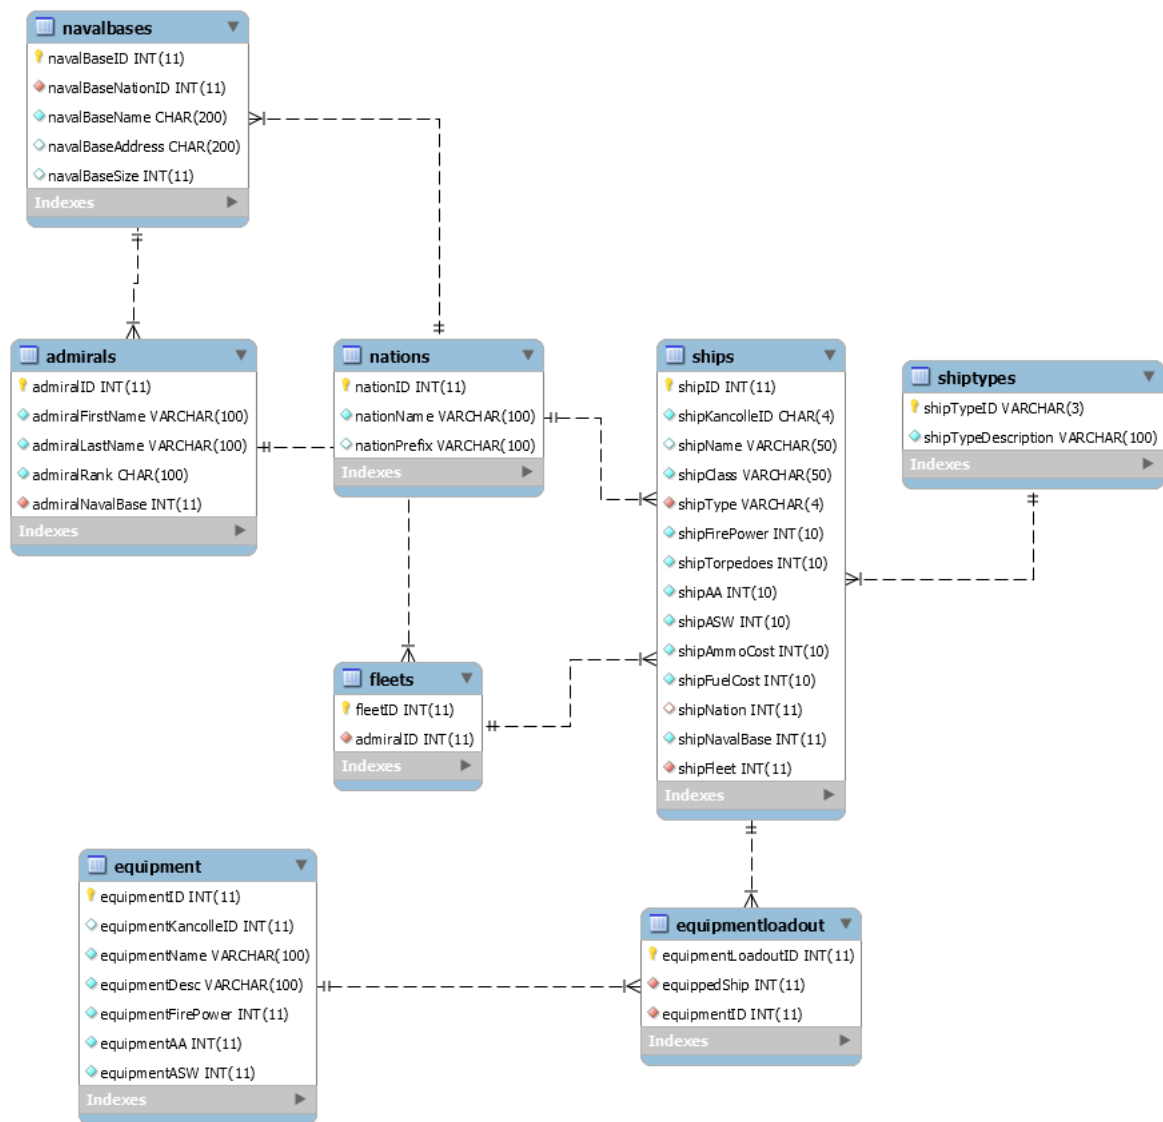 navalbases
navalBaseID INT(11)
navalBaseNationID INT(11)
navalBaseName CHAR(200)
navalBaseAddress CHAR(200)
navalBaseSize INT(11)
Indexes
admirals
admiralID INT(11)
admiralFirstName VARCHAR(100)
admiralLastName VARCHAR(100)
admiralRank CHAR(100)
admiralNavalBase INT(11)
Indexes
nations
nationID INT(11)
nationName VARCHAR(100)
nationPrefix VARCHAR(100)
Indexes
ships
shipID INT(11)
shipKancolleID CHAR(4)
shipName VARCHAR(50)
shipClass VARCHAR(50)
shipType VARCHAR(4)
shipFirePower INT(10)
shipTorpedoes INT(10)
shipAA INT(10)
shipASW INT(10)
shipAmmoCost INT(10)
shipFuelCost INT(10)
shipNation INT(11)
shipNavalBase INT(11)
shipFleet INT(11)
Indexes
shiptypes
shipTypeID VARCHAR(3)
shipTypeDescription VARCHAR(100)
Indexes
fleets
fleetID INT(11)
admiralID INT(11)
Indexes
equipment
equipmentID INT(11)
equipmentKancolleID INT(11)
equipmentName VARCHAR(100)
equipmentDesc VARCHAR(100)
equipmentFirePower INT(11)
equipmentAA INT(11)
equipmentASW INT(11)
Indexes
equipmentloadout
equipmentLoadoutID INT(11)
equippedShip INT(11)
equipmentID INT(11)
Indexes